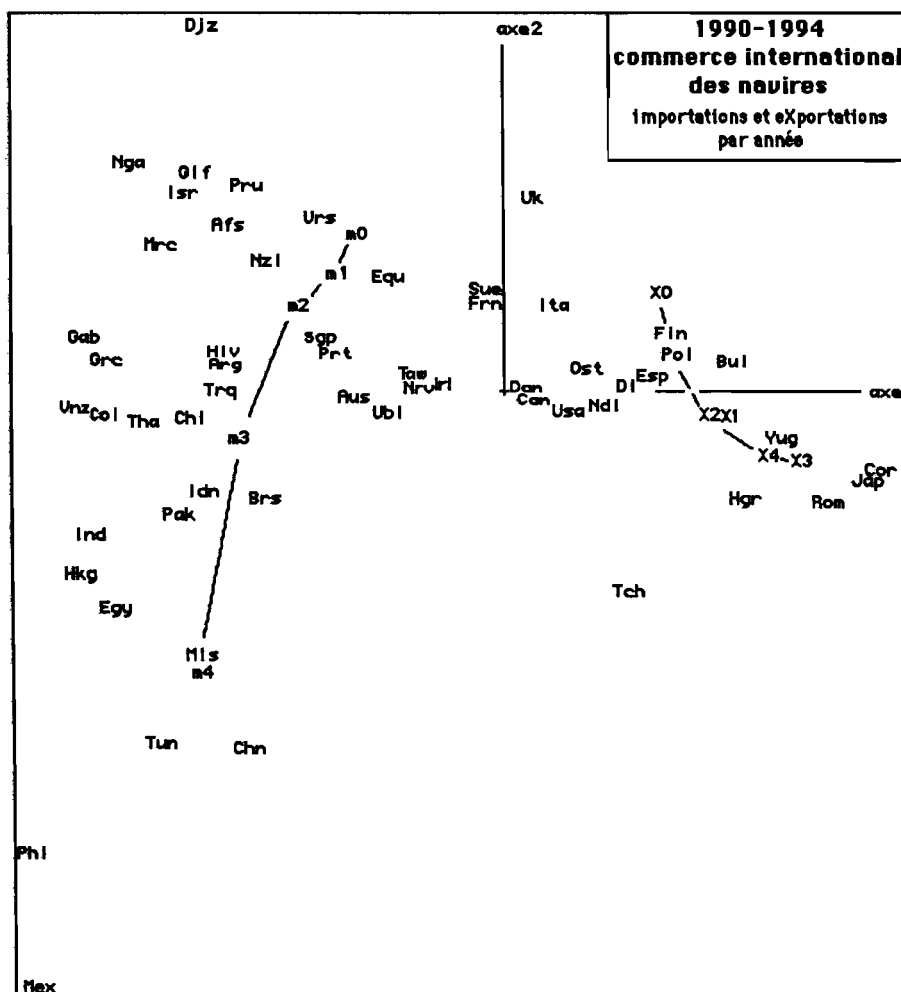 Djz
axe2
1990-1994
commerce international
des navires
importations et eXportations
par année
Nga
Glf
Isr
Pru
Uk
Afs
Urs
m0
Mrc
Nzl
m1
Equ
Sue
Frn
Ita
X0
m2
Gab
Grc
Hlv
Arg
sgp
Prt
Fin
Pol
Bul
Trq
Aus
Taw
Nrv
Irl
Ost
Esp
Dan
Dl
axe
Can
Usa
Ndl
Vnz
Col
Tha
Chl
Ubl
X2X1
m3
Yug
X4
X3
Cor
Jap
Idn
Brs
Pak
Hgr
Rom
Ind
Hkg
Egy
Tch
Mls
m4
Tun
Chn
Phl
Mex